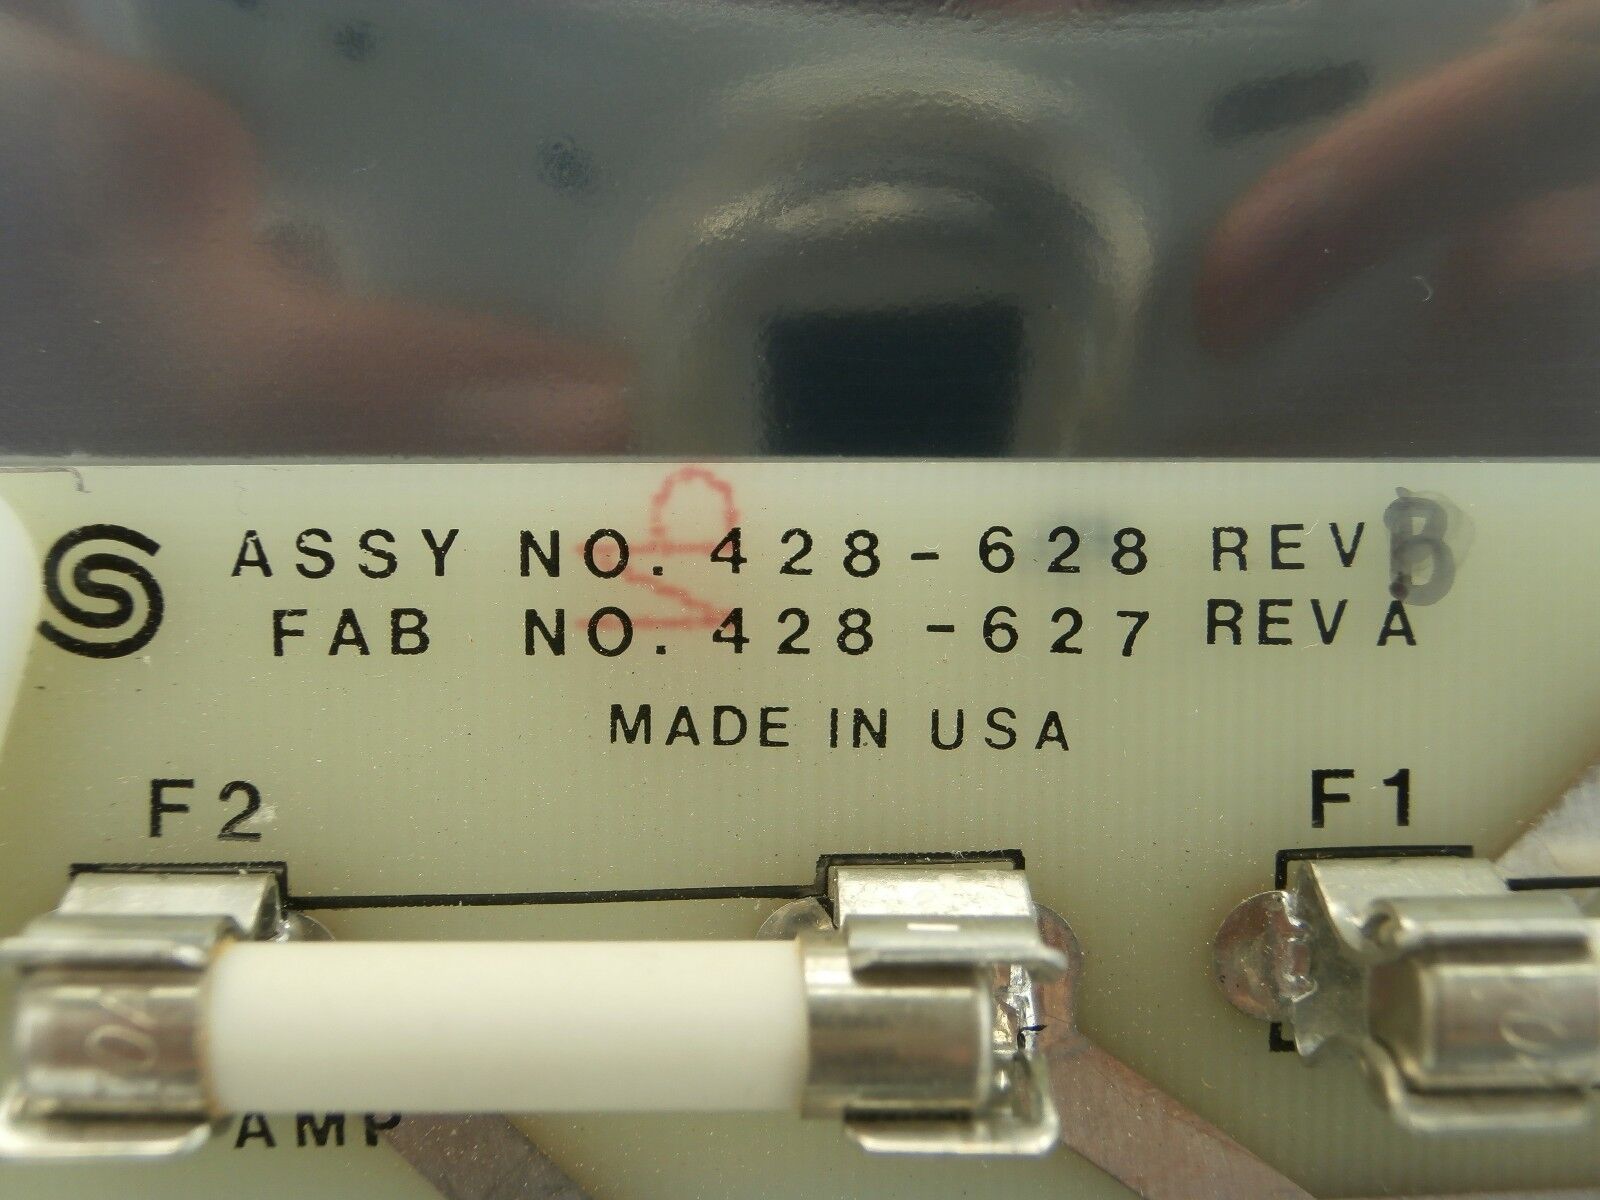 ASSY NO. 428-628 REV B
FAB NO. 428-627 REV A
MADE IN USA
F2
F1
AMP